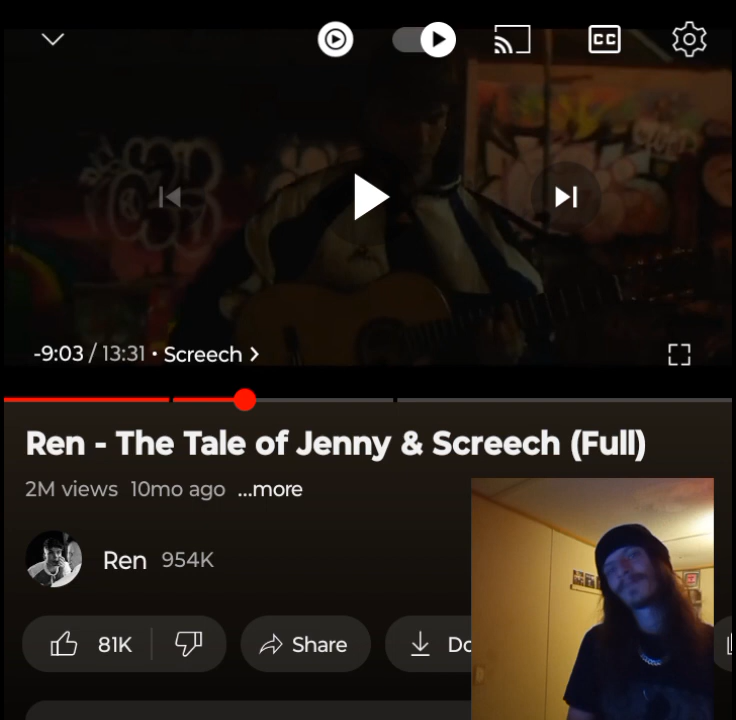 CC
-9:03 / 13:31 • Screech >
Ren - The Tale of Jenny & Screech (Full)
2M views 10mo ago ...more
Ren 954K
81K Share Do